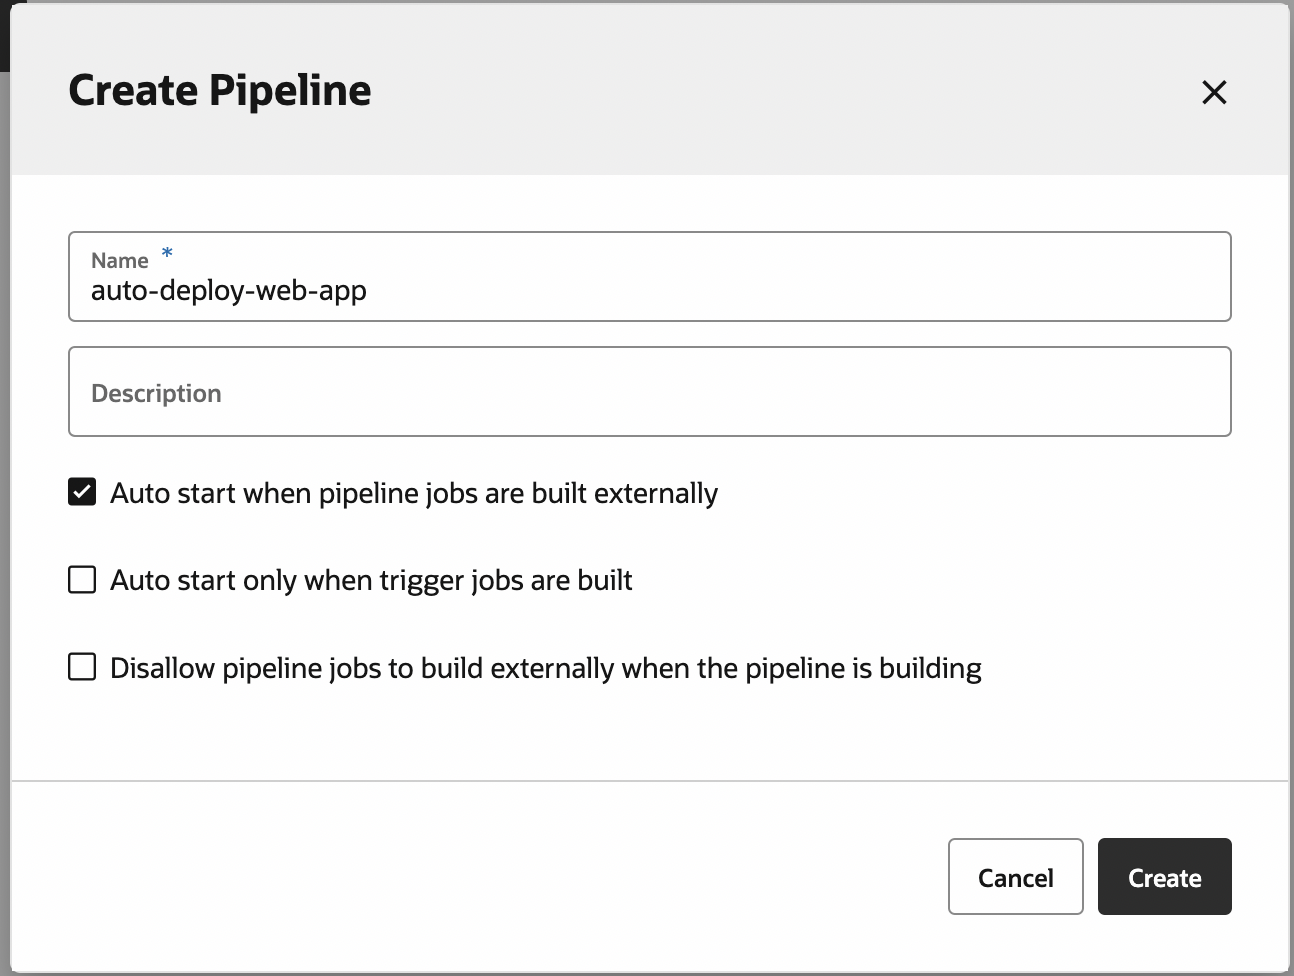 Create Pipeline
Name *
auto-deploy-web-app
Description
Auto start when pipeline jobs are built externally
Auto start only when trigger jobs are built
Disallow pipeline jobs to build externally when the pipeline is building
Cancel Create